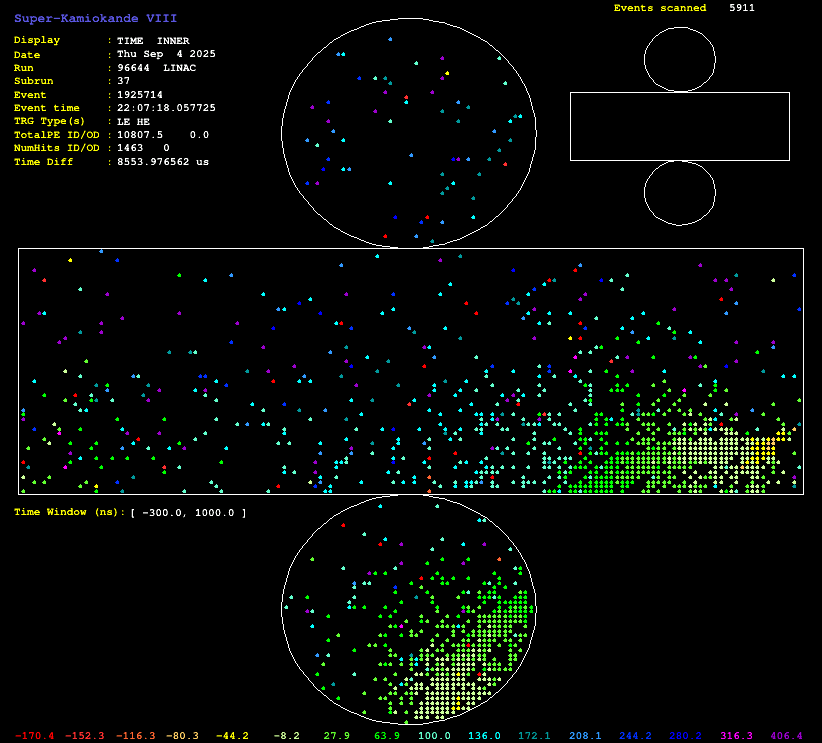 Super-Kamiokande VIII
Events scanned 5911
Display : TIME INNER
Date : Thu Sep 4 2025
Run : 96644 LINAC
Subrun : 37
Event : 1925714
Event time : 22:07:18.057725
TRG Type(s) : LE HE
TotalPE ID/OD : 10807.5 0.0
NumHits ID/OD : 1463 0
Time Diff : 8553.976562 us
Time Window (ns): [ -300.0, 1000.0 ]
-170.4 -152.3 -116.3 -80.3 -44.2 -8.2 27.9 63.9 100.0 136.0 172.1 208.1 244.2 280.2 316.3 406.4